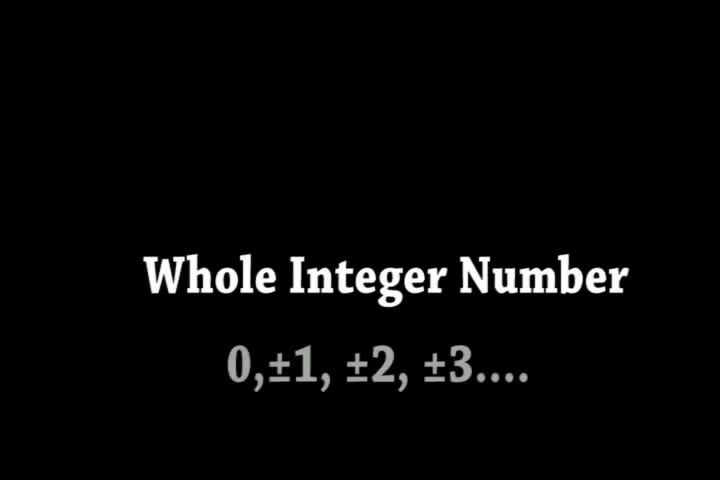 Whole Integer Number
0,±1, ±2, ±3....